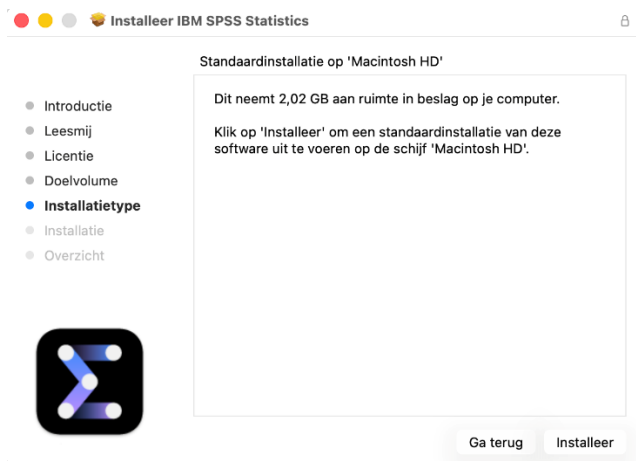 Installeer IBM SPSS Statistics
Standaardinstallatie op 'Macintosh HD'
Introductie
Leesmij
Licentie
Doelvolume
Installatietype
Installatie
Overzicht
Dit neemt 2,02 GB aan ruimte in beslag op je computer.
Klik op 'Installeer' om een standaardinstallatie van deze
software uit te voeren op de schijf 'Macintosh HD'.
Ga terug
Installeer